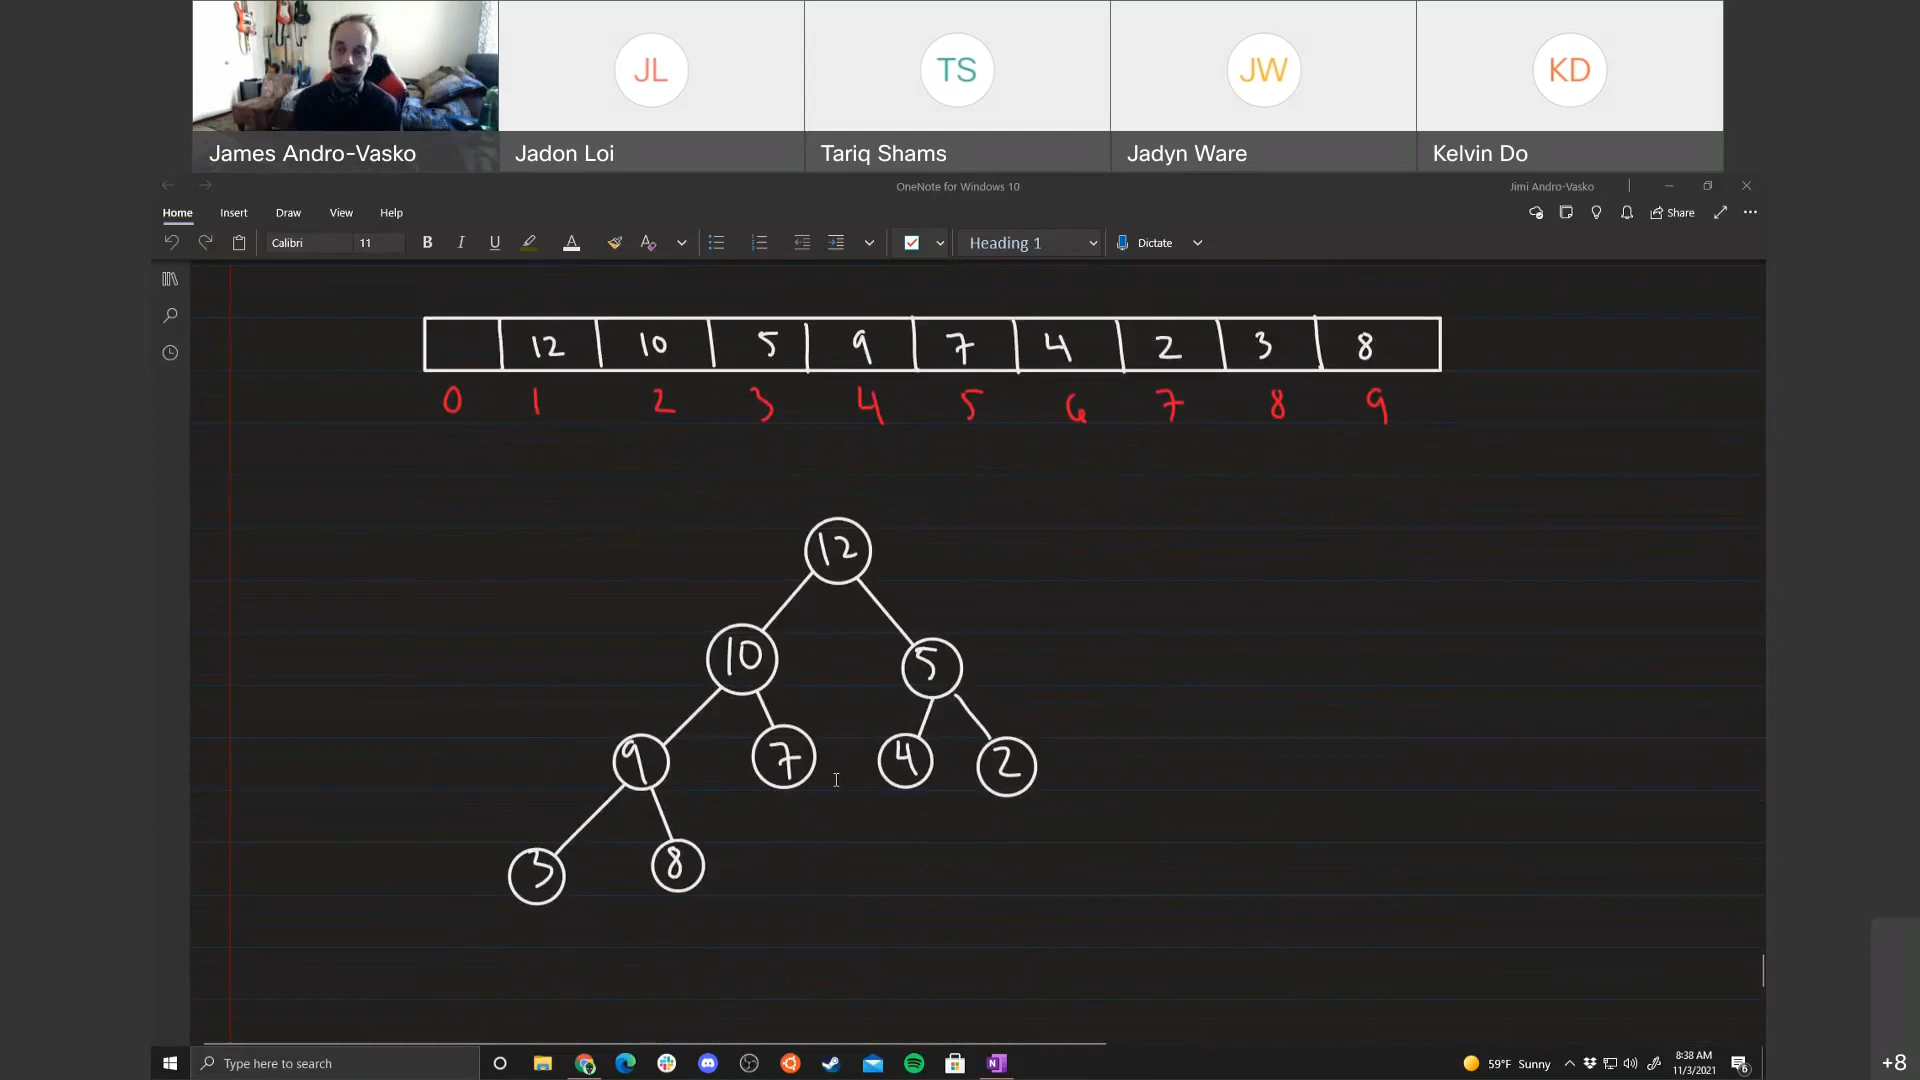 JL
TS
JW
KD
James Andro-Vasko
Jadon Loi
Tariq Shams
Jadyn Ware
Kelvin Do
OneNote for Windows 10
Jimi Andro-Vasko
Home Insert Draw View Help
Share
Calibri 11 B I U A A Heading 1 Dictate
12 10 5 9 7 4 2 3 8
0 1 2 3 4 5 6 7 8 9
12
10 5
9 7 4 2
3 8
+8
Type here to search
59°F Sunny
8:38 AM
11/3/2021
6